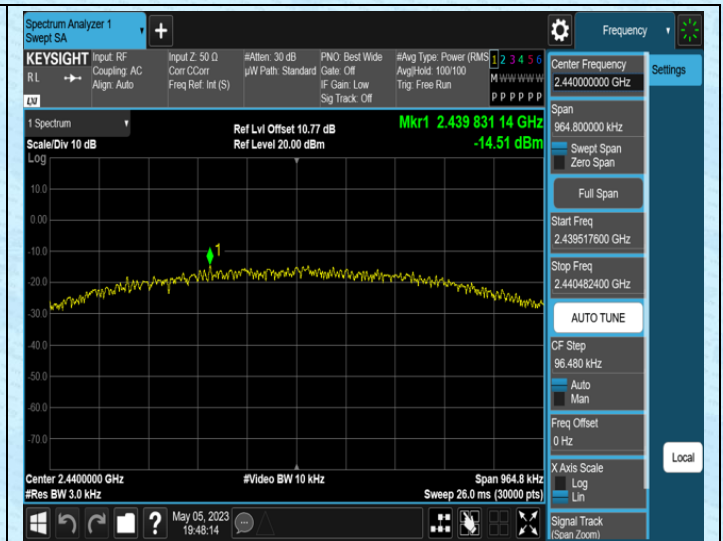 Spectrum Analyzer 1
Swept SA
+
Frequency
KEYSIGHT
RL
LXI
Input: RF
Coupling: AC
Align: Auto
Input Z: 50 Ω
Corr CCorr
Freq Ref: Int (S)
#Atten: 30 dB
µW Path: Standard
PNO: Best Wide
Gate: Off
IF Gain: Low
Sig Track: Off
#Avg Type: Power (RMS
Avg|Hold: 100/100
Trig: Free Run
1 2 3 4 5 6
M W W W W W
P P P P P P
Center Frequency
2.440000000 GHz
Settings
1 Spectrum
Scale/Div 10 dB
Log
Ref Lvl Offset 10.77 dB
Ref Level 20.00 dBm
Mkr1 2.439 831 14 GHz
-14.51 dBm
Span
964.800000 kHz
Swept Span
Zero Span
Full Span
Start Freq
2.439517600 GHz
Stop Freq
2.440482400 GHz
AUTO TUNE
CF Step
96.480 kHz
Auto
Man
Freq Offset
0 Hz
X Axis Scale
Log
Lin
Signal Track
(Span Zoom)
Local
10.0
0.00
-10.0
-20.0
-30.0
-40.0
-50.0
-60.0
-70.0
1
Center 2.4400000 GHz
#Res BW 3.0 kHz
#Video BW 10 kHz
Span 964.8 kHz
Sweep 26.0 ms (30000 pts)
?
May 05, 2023
19:48:14